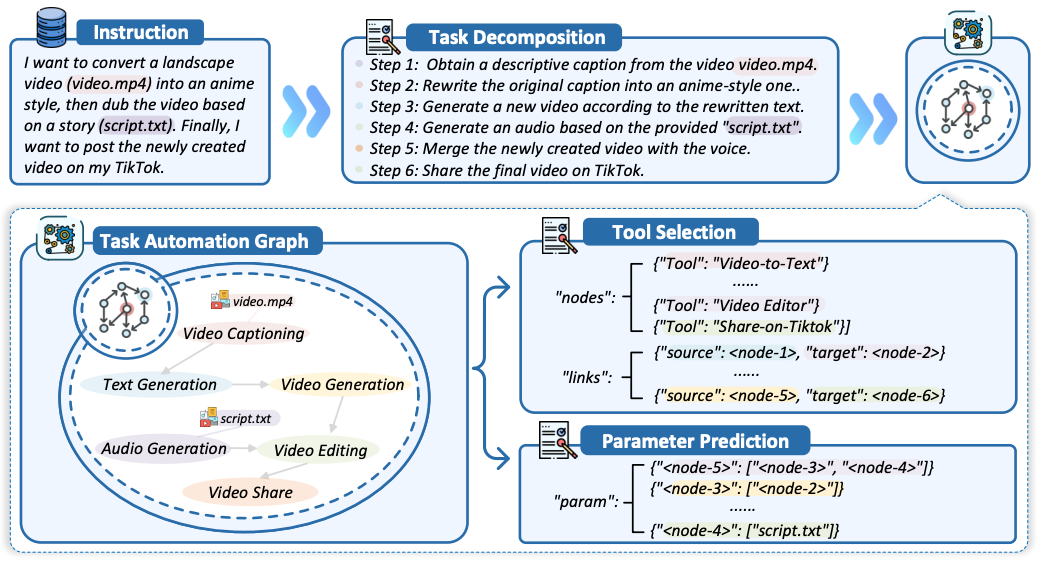 Instruction
I want to convert a landscape
video (video.mp4) into an anime
style, then dub the video based
on a story (script.txt). Finally, I
want to post the newly created
video on my TikTok.
Task Decomposition
Step 1: Obtain a descriptive caption from the video video.mp4.
Step 2: Rewrite the original caption into an anime-style one..
Step 3: Generate a new video according to the rewritten text.
Step 4: Generate an audio based on the provided "script.txt".
Step 5: Merge the newly created video with the voice.
Step 6: Share the final video on TikTok.
Task Automation Graph
video.mp4
Video Captioning
Text Generation
Video Generation
script.txt
Audio Generation
Video Editing
Video Share
Tool Selection
"nodes":
{"Tool": "Video-to-Text"}
......
{"Tool": "Video Editor"}
{"Tool": "Share-on-Tiktok"}]
"links":
{"source": <node-1>, "target": <node-2>}
......
{"source": <node-5>, "target": <node-6>}
Parameter Prediction
"param":
{"<node-5>": ["<node-3>", "<node-4>"]}
{"<node-3>": ["<node-2>"]}
......
{"<node-4>": ["script.txt"]}